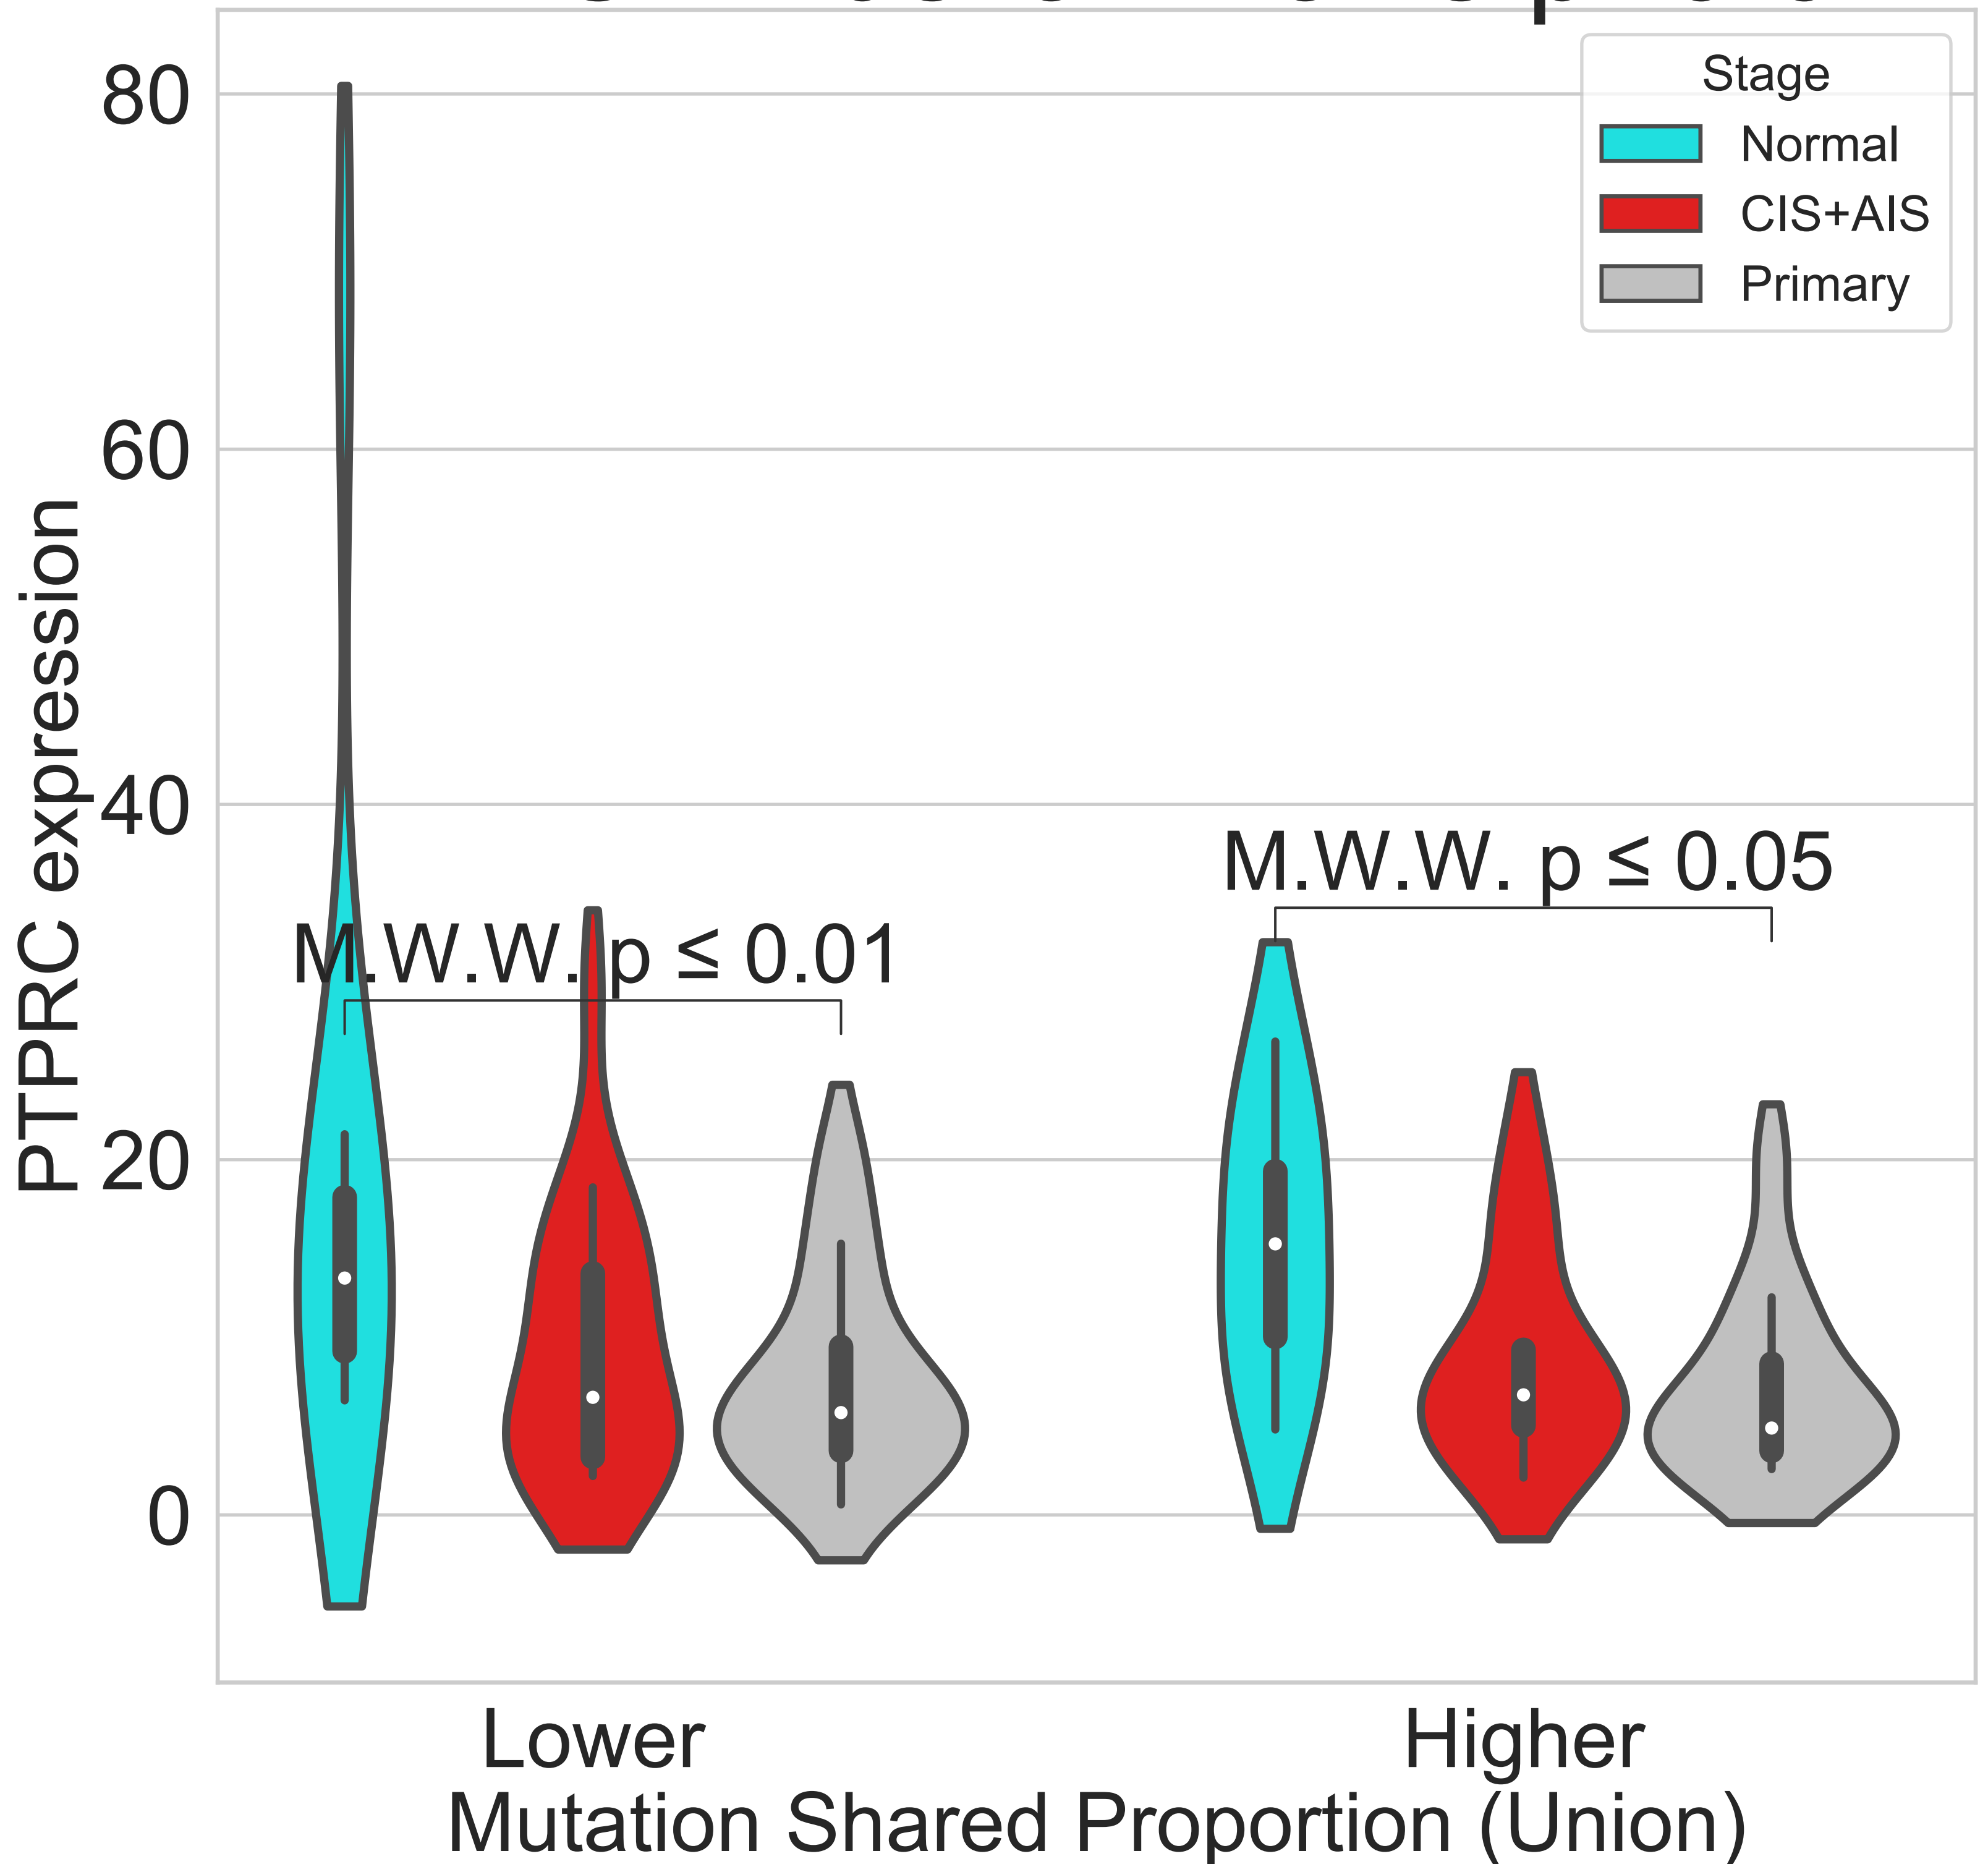 Stage
Normal
CIS+AIS
Primary
80
60
40
20
0
PTPRC expression
M.W.W. p ≤ 0.01
M.W.W. p ≤ 0.05
Lower
Higher
Mutation Shared Proportion (Union)